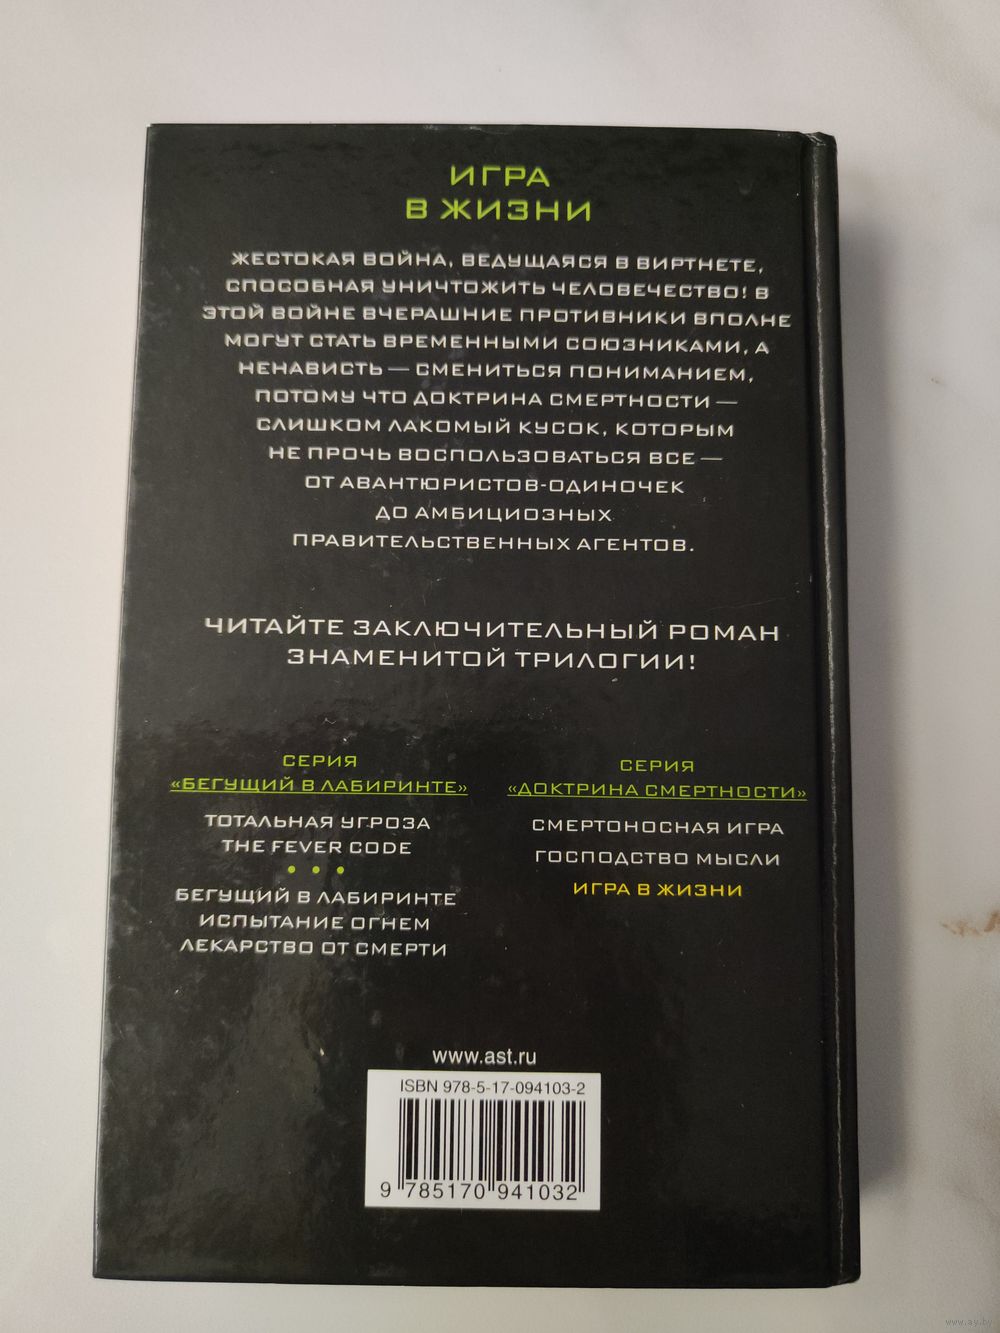 ИГРА
В ЖИЗНИ
ЖЕСТОКАЯ ВОЙНА, ВЕДУЩАЯСЯ В ВИРТНЕТЕ,
СПОСОБНАЯ УНИЧТОЖИТЬ ЧЕЛОВЕЧЕСТВО! В
ЭТОЙ ВОЙНЕ ВЧЕРАШНИЕ ПРОТИВНИКИ ВПОЛНЕ
МОГУТ СТАТЬ ВРЕМЕННЫМИ СОЮЗНИКАМИ, А
НЕНАВИСТЬ — СМЕНИТЬСЯ ПОНИМАНИЕМ,
ПОТОМУ ЧТО ДОКТРИНА СМЕРТНОСТИ —
СЛИШКОМ ЛАКОМЫЙ КУСОК, КОТОРЫМ
НЕ ПРОЧЬ ВОСПОЛЬЗОВАТЬСЯ ВСЕ —
ОТ АВАНТЮРИСТОВ-ОДИНОЧЕК
ДО АМБИЦИОЗНЫХ
ПРАВИТЕЛЬСТВЕННЫХ АГЕНТОВ.
ЧИТАЙТЕ ЗАКЛЮЧИТЕЛЬНЫЙ РОМАН
ЗНАМЕНИТОЙ ТРИЛОГИИ!
СЕРИЯ
«БЕГУЩИЙ В ЛАБИРИНТЕ»
ТОТАЛЬНАЯ УГРОЗА
THE FEVER CODE
• • •
БЕГУЩИЙ В ЛАБИРИНТЕ
ИСПЫТАНИЕ ОГНЕМ
ЛЕКАРСТВО ОТ СМЕРТИ
СЕРИЯ
«ДОКТРИНА СМЕРТНОСТИ»
СМЕРТОНОСНАЯ ИГРА
ГОСПОДСТВО МЫСЛИ
ИГРА В ЖИЗНИ
www.ast.ru
ISBN 978-5-17-094103-2
9 785170 941032
www.ay.by